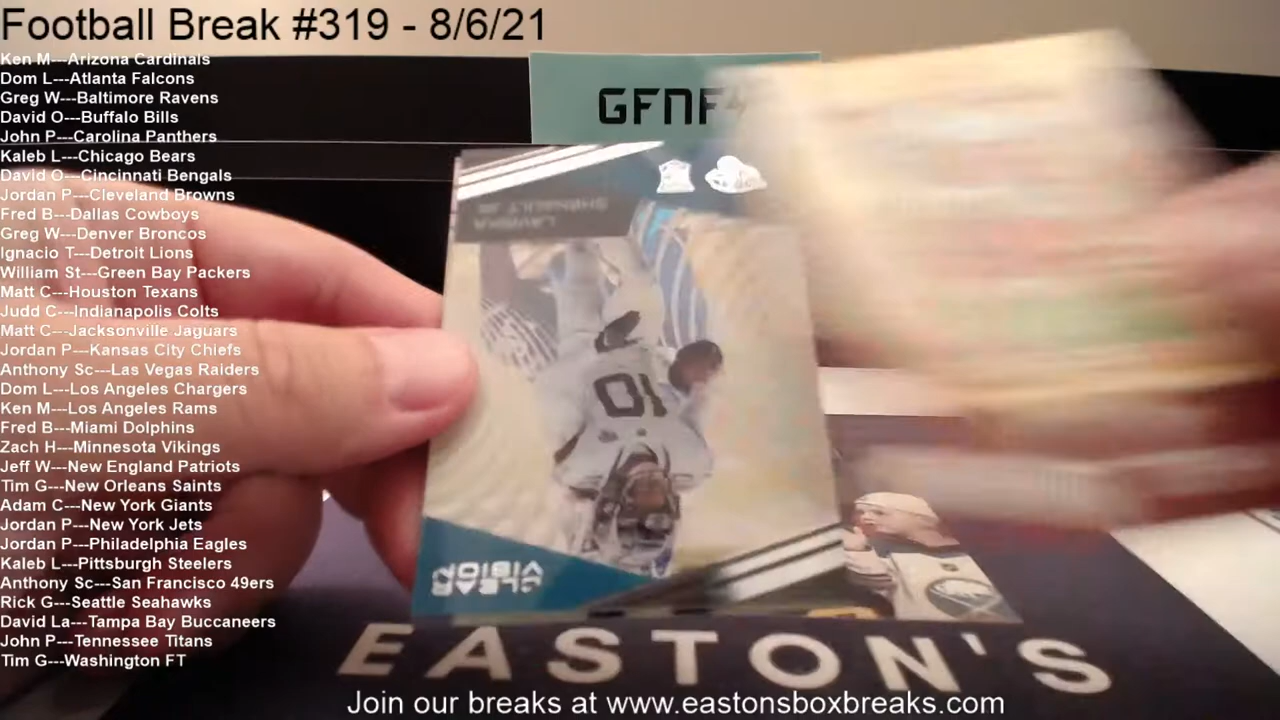 Football Break #319 - 8/6/21
Ken M---Arizona Cardinals
Dom L---Atlanta Falcons
Greg W---Baltimore Ravens
David O---Buffalo Bills
John P---Carolina Panthers
Kaleb L---Chicago Bears
David O---Cincinnati Bengals
Jordan P---Cleveland Browns
Fred B---Dallas Cowboys
Greg W---Denver Broncos
Ignacio T---Detroit Lions
William St---Green Bay Packers
Matt C---Houston Texans
Judd C---Indianapolis Colts
Matt C---Jacksonville Jaguars
Jordan P---Kansas City Chiefs
Anthony Sc---Las Vegas Raiders
Dom L---Los Angeles Chargers
Ken M---Los Angeles Rams
Fred B---Miami Dolphins
Zach H---Minnesota Vikings
Jeff W---New England Patriots
Tim G---New Orleans Saints
Adam C---New York Giants
Jordan P---New York Jets
Jordan P---Philadelphia Eagles
Kaleb L---Pittsburgh Steelers
Anthony Sc---San Francisco 49ers
Rick G---Seattle Seahawks
David La---Tampa Bay Buccaneers
John P---Tennessee Titans
Tim G---Washington FT
GFNF
LAVISKA
SHENAULT JR.
10
CLEAR
VISION
EASTON'S
Join our breaks at www.eastonsboxbreaks.com